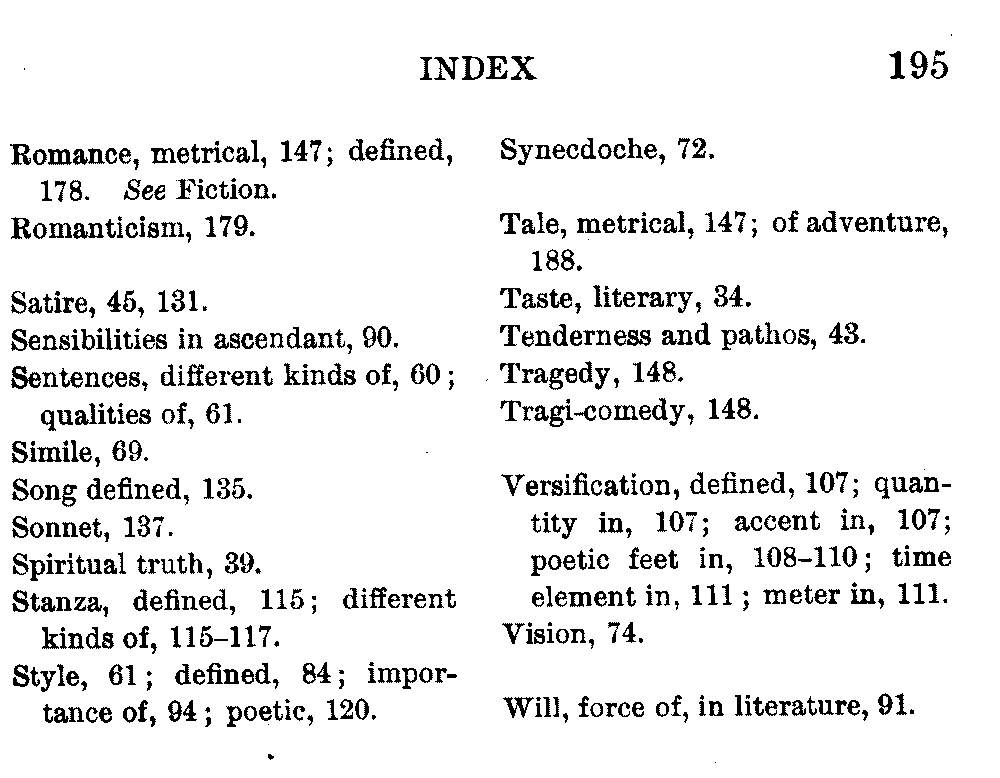 INDEX 195
Romance, metrical, 147; defined,
178. See Fiction.
Romanticism, 179.
Satire, 45, 131.
Sensibilities in ascendant, 90.
Sentences, different kinds of, 60;
qualities of, 61.
Simile, 69.
Song defined, 135.
Sonnet, 137.
Spiritual truth, 39.
Stanza, defined, 115; different
kinds of, 115–117.
Style, 61; defined, 84; impor-
tance of, 94; poetic, 120.
Synecdoche, 72.
Tale, metrical, 147; of adventure,
188.
Taste, literary, 34.
Tenderness and pathos, 43.
Tragedy, 148.
Tragi-comedy, 148.
Versification, defined, 107; quan-
tity in, 107; accent in, 107;
poetic feet in, 108–110; time
element in, 111; meter in, 111.
Vision, 74.
Will, force of, in literature, 91.